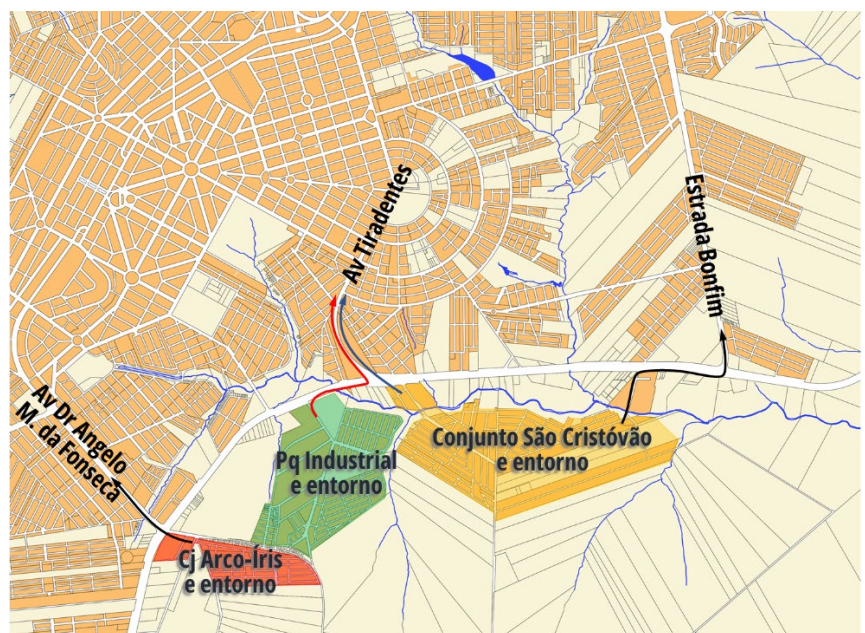 Av Tiradentes
Estrada Bonfim
Av Dr Angelo
M. da Fonseca
Pq Industrial
e entorno
Conjunto São Cristóvão
e entorno
Cj Arco-Íris
e entorno